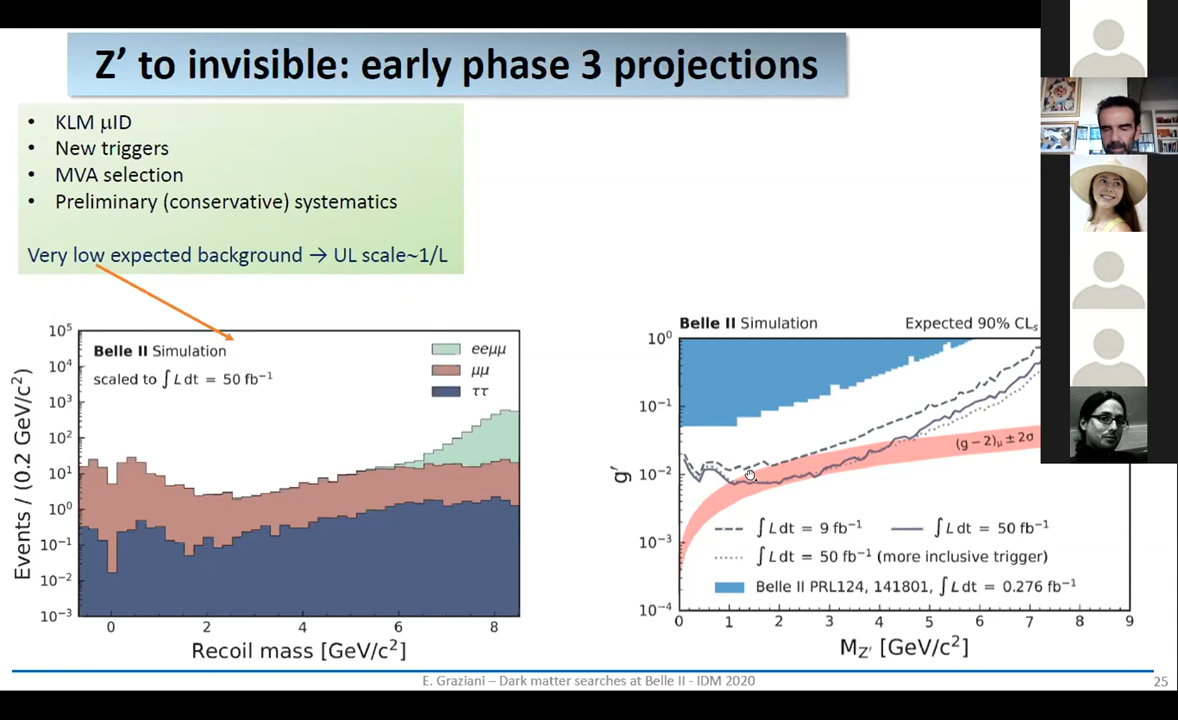 Z’ to invisible: early phase 3 projections
• KLM μID
• New triggers
• MVA selection
• Preliminary (conservative) systematics
Very low expected background → UL scale~1/L
Belle II Simulation
scaled to ∫L dt = 50 fb⁻¹
eeμμ
μμ
ττ
10⁵
10⁴
10³
10²
10¹
10⁰
10⁻¹
10⁻²
10⁻³
Events / (0.2 GeV/c²)
0 2 4 6 8
Recoil mass [GeV/c²]
Belle II Simulation Expected 90% CLs
10⁰
10⁻¹
10⁻²
10⁻³
10⁻⁴
g′
(g − 2)μ ± 2σ
∫L dt = 9 fb⁻¹ ∫L dt = 50 fb⁻¹
∫L dt = 50 fb⁻¹ (more inclusive trigger)
Belle II PRL124, 141801, ∫L dt = 0.276 fb⁻¹
0 1 2 3 4 5 6 7 8 9
M_Z′ [GeV/c²]
E. Graziani – Dark matter searches at Belle II - IDM 2020
25